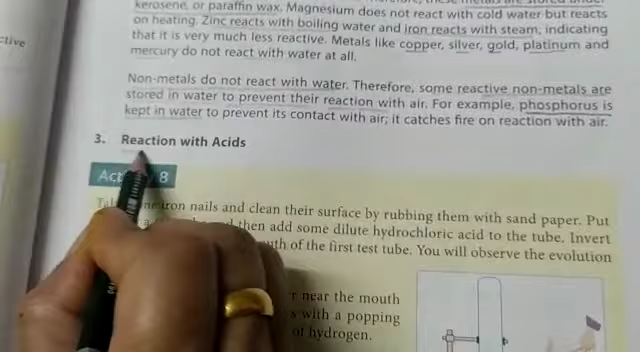 kerosene, or paraffin wax. Magnesium does not react with cold water but reacts
on heating. Zinc reacts with boiling water and iron reacts with steam, indicating
that it is very much less reactive. Metals like copper, silver, gold, platinum and
mercury do not react with water at all.
Non-metals do not react with water. Therefore, some reactive non-metals are
stored in water to prevent their reaction with air. For example, phosphorus is
kept in water to prevent its contact with air; it catches fire on reaction with air.
3. Reaction with Acids
8
iron nails and clean their surface by rubbing them with sand paper. Put
then add some dilute hydrochloric acid to the tube. Invert
of the first test tube. You will observe the evolution
near the mouth
with a popping
of hydrogen.